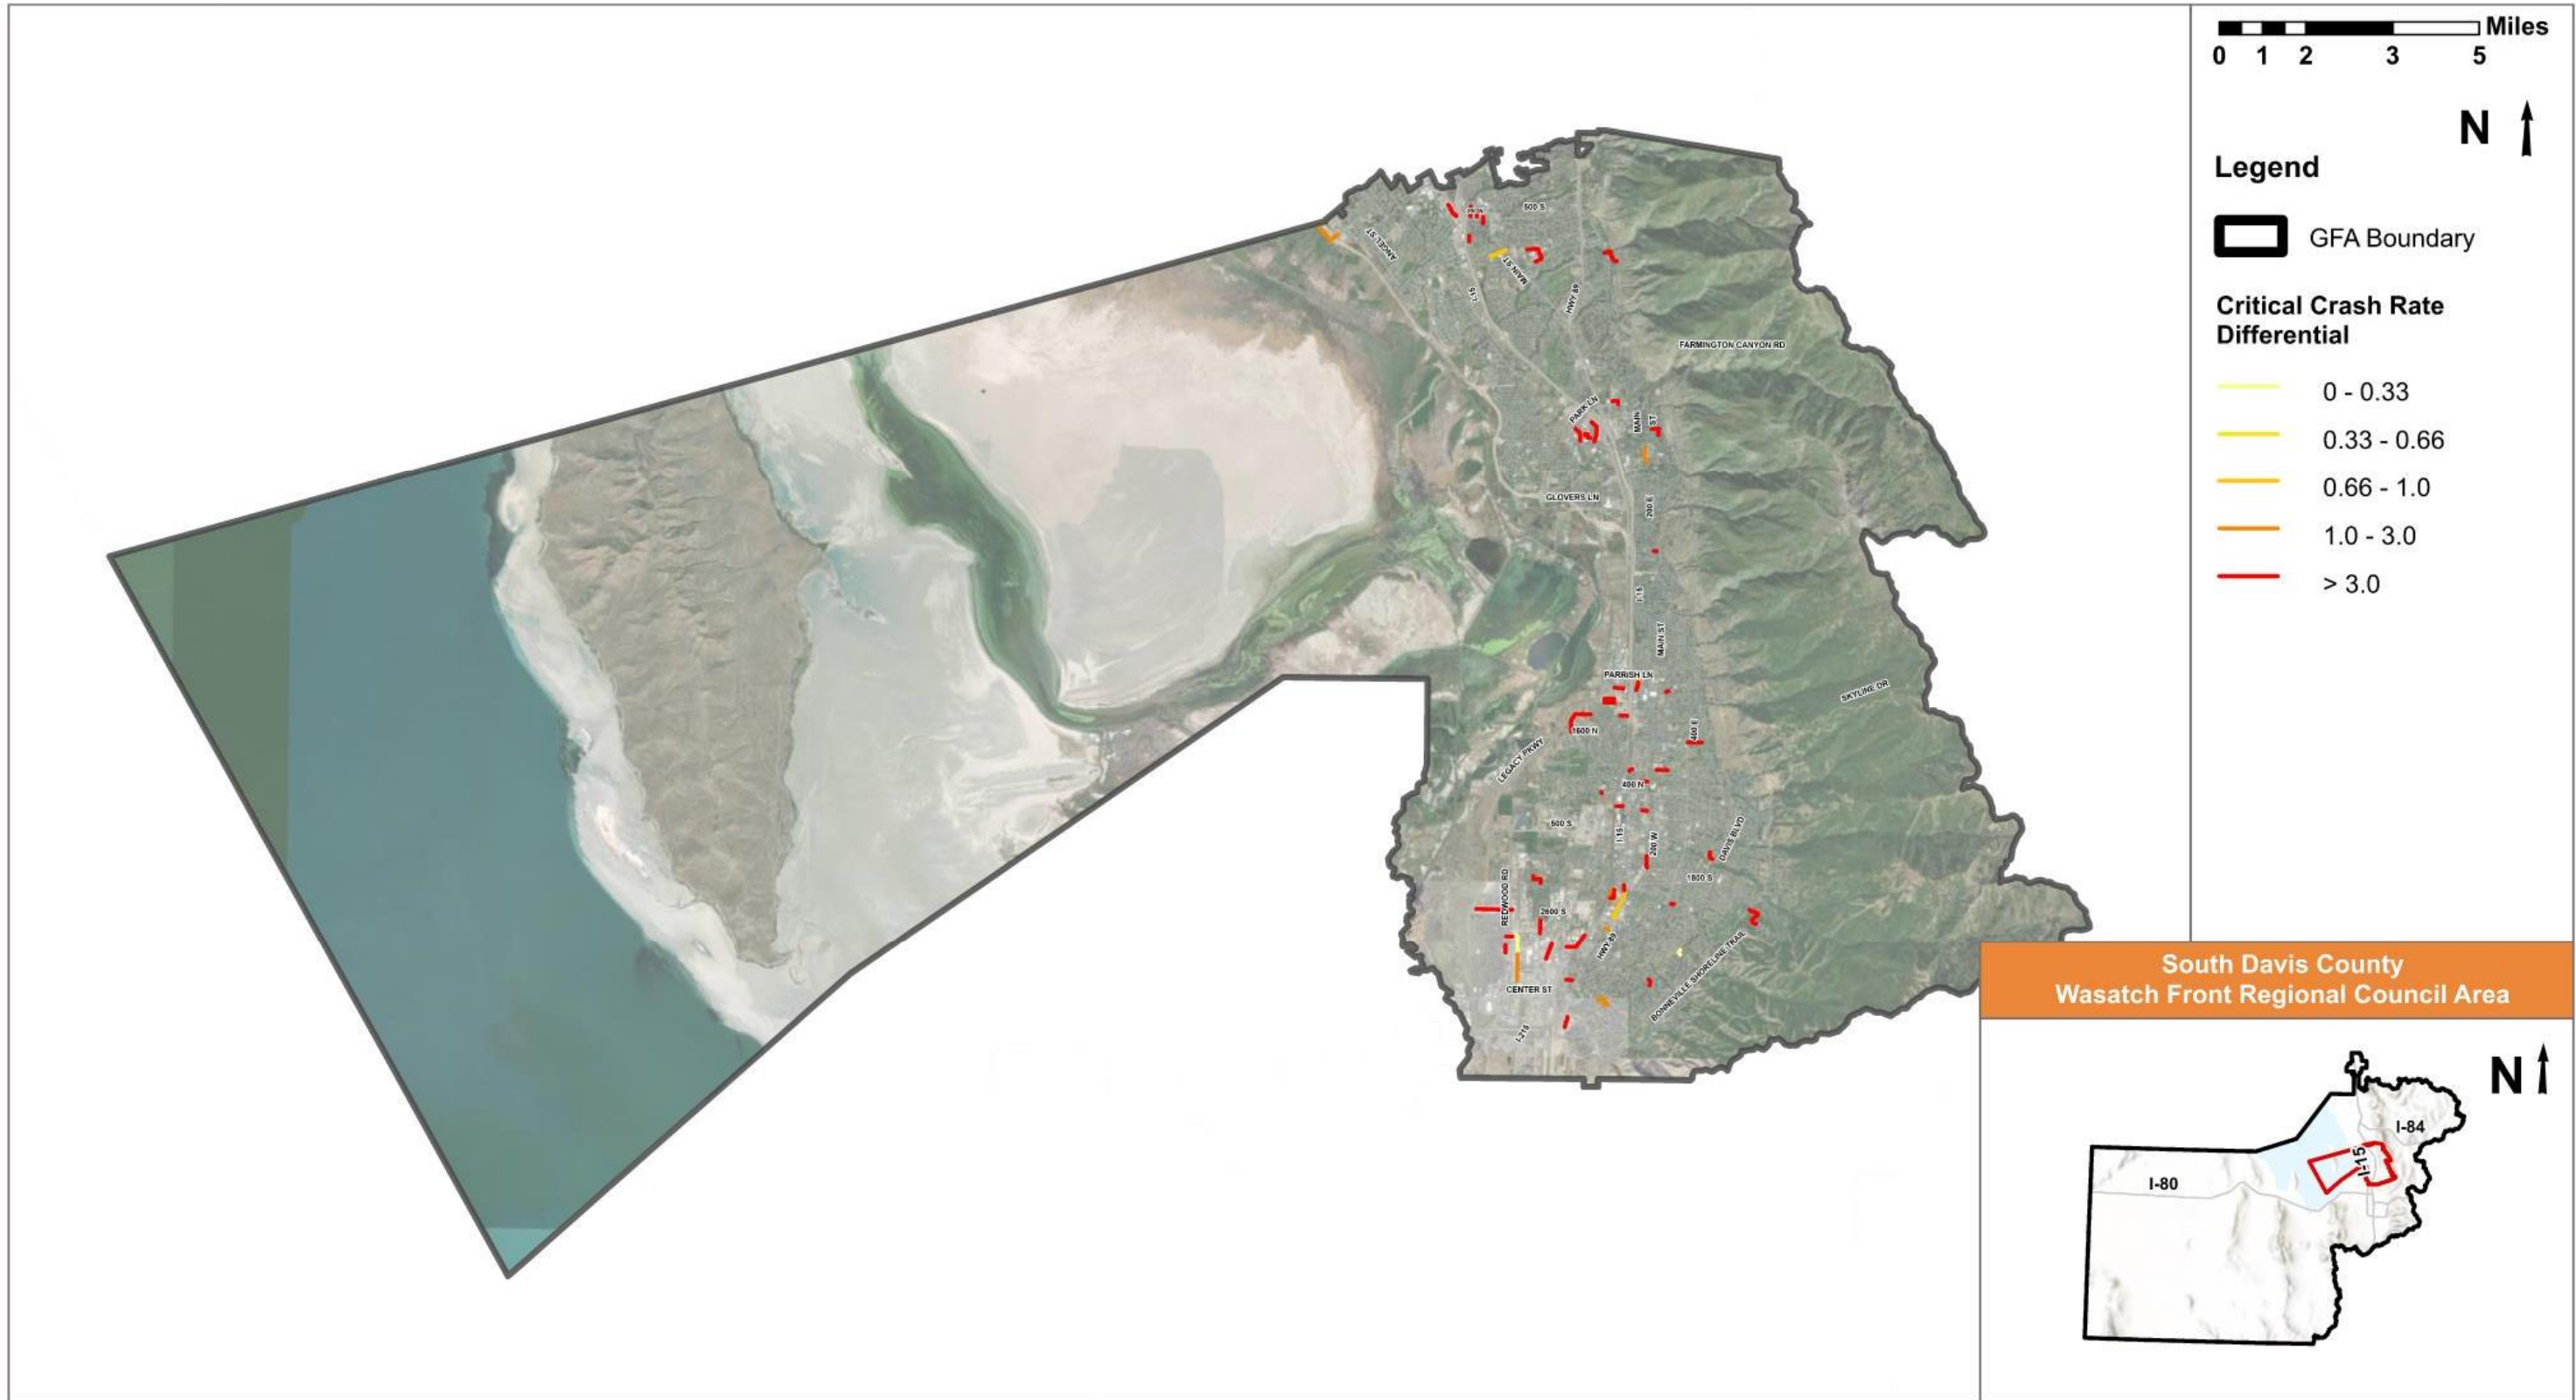 Miles
0 1 2 3 5
N
Legend
GFA Boundary
Critical Crash Rate
Differential
0 - 0.33
0.33 - 0.66
0.66 - 1.0
1.0 - 3.0
> 3.0
500 S
ANGEL ST
MAIN ST
I-15
HWY 89
FARMINGTON CANYON RD
PARK LN
MAIN
ST
GLOVERS LN
200 E
I-15
MAIN ST
PARRISH LN
SKYLINE DR
1600 N
400 E
LEGACY PKWY
400 N
500 S
I-15
200 W
DAVIS BLVD
1800 S
REDWOOD RD
2600 S
HWY 89
BONNEVILLE SHORELINE TRAIL
CENTER ST
I-215
South Davis County
Wasatch Front Regional Council Area
N
I-84
I-15
I-80